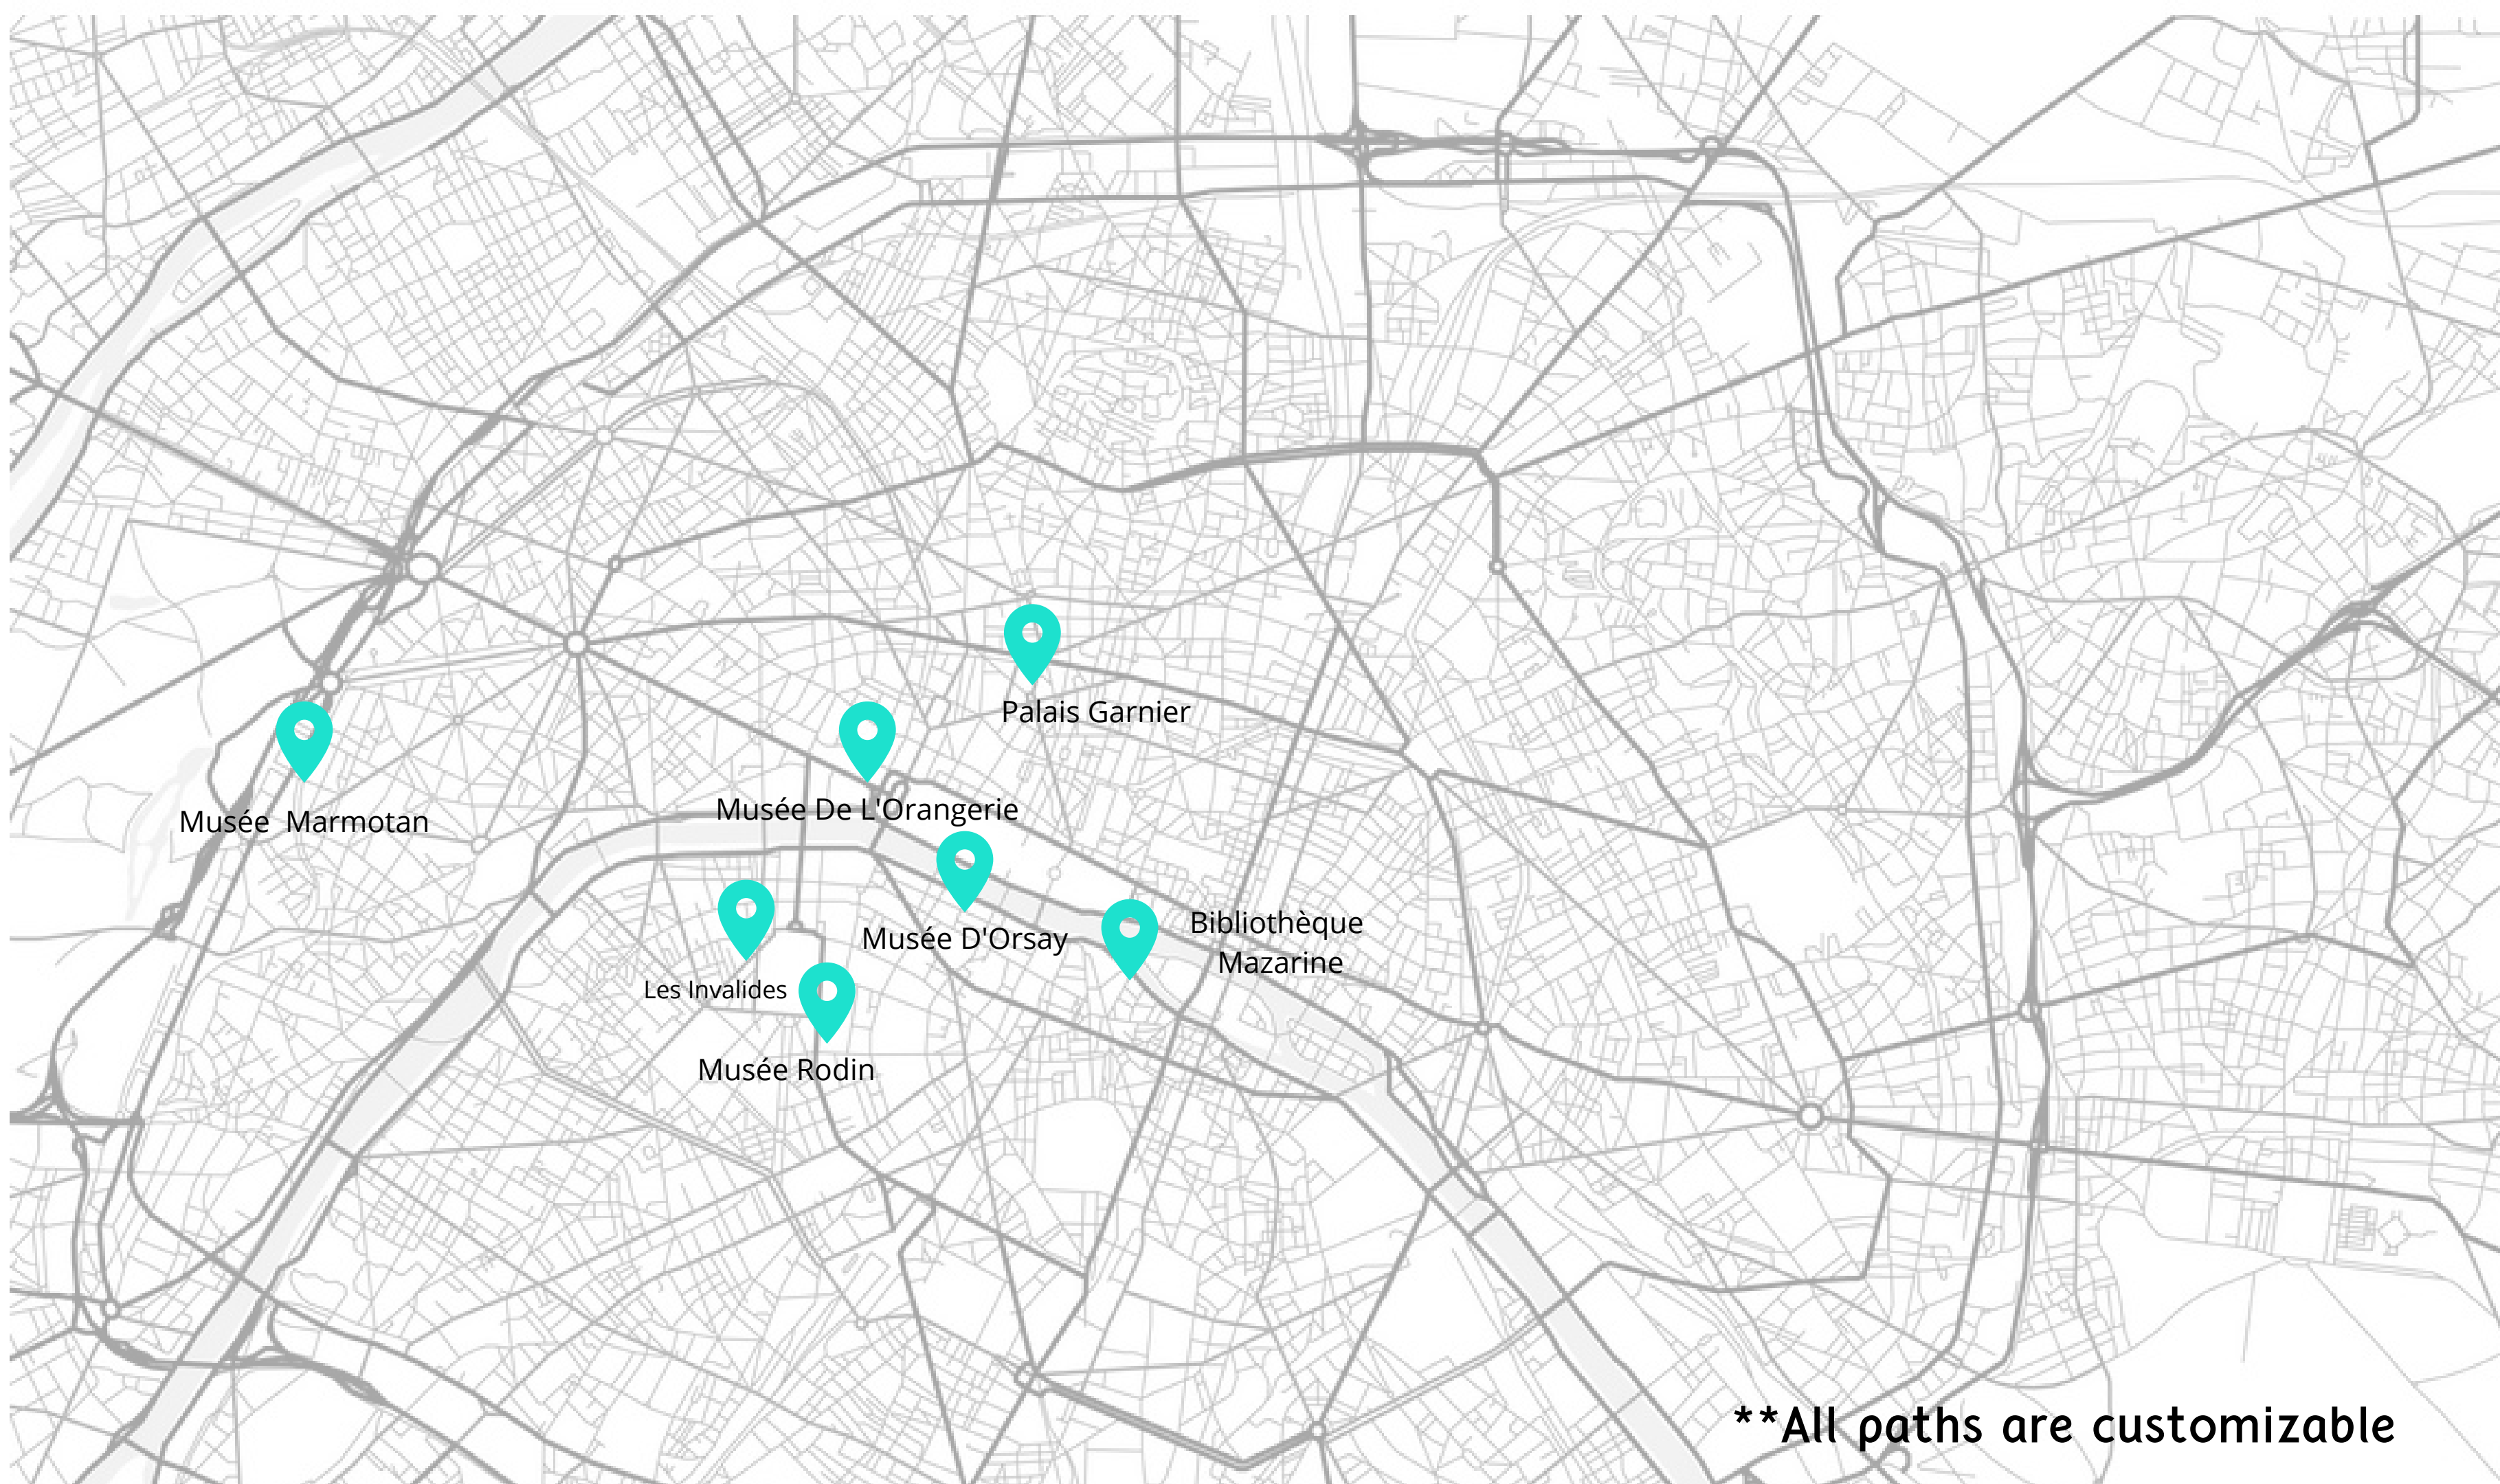 Palais Garnier
Musée De L'Orangerie
Musée  Marmotan
Musée D'Orsay
Bibliothèque
Mazarine
Les Invalides
Musée Rodin
**All paths are customizable